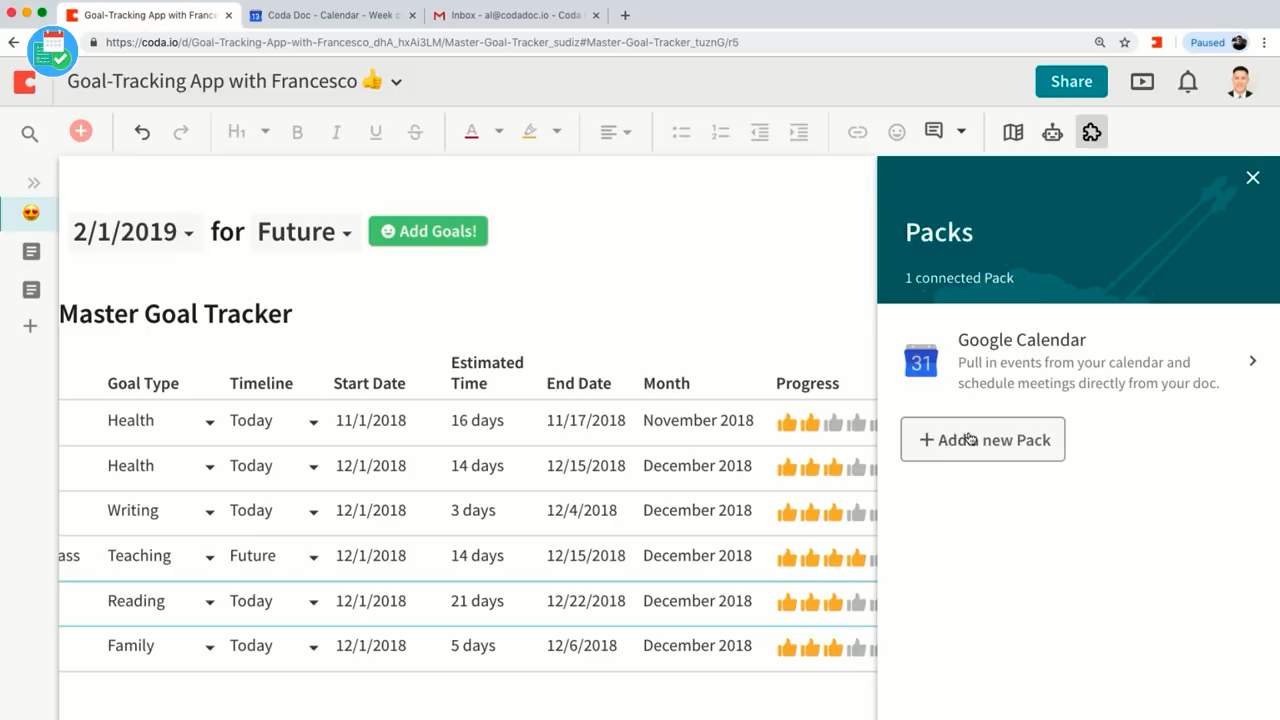 Goal-Tracking App with France
Coda Doc - Calendar - Week o
Inbox - al@codadoc.io - Coda
https://coda.io/d/Goal-Tracking-App-with-Francesco_dhA_hxAi3LM/Master-Goal-Tracker_sudiz#Master-Goal-Tracker_tuznG/r5
Paused
Goal-Tracking App with Francesco 👍
Share
H1 B I U S A
2/1/2019 for Future Add Goals!
Master Goal Tracker
Goal Type Timeline Start Date Estimated Time End Date Month Progress
Health Today 11/1/2018 16 days 11/17/2018 November 2018
Health Today 12/1/2018 14 days 12/15/2018 December 2018
Writing Today 12/1/2018 3 days 12/4/2018 December 2018
ass Teaching Future 12/1/2018 14 days 12/15/2018 December 2018
Reading Today 12/1/2018 21 days 12/22/2018 December 2018
Family Today 12/1/2018 5 days 12/6/2018 December 2018
Packs
1 connected Pack
31
Google Calendar
Pull in events from your calendar and
schedule meetings directly from your doc.
+ Add a new Pack